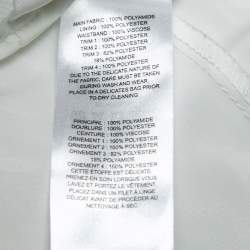 MAIN FABRIC : 100% POLYAMIDE
LINING : 100% POLYESTER
WAISTBAND : 100% VISCOSE
TRIM 1 : 100% POLYESTER
TRIM 2 : 100% POLYESTER
TRIM 3 : 82% POLYESTER
18% POLYAMIDE
TRIM 4 : 100% POLYESTER
DUE TO THE DELICATE NATURE OF
THE FABRIC, CARE MUST BE TAKEN
DURING WASH AND WEAR.
PLACE IN A DELICATES BAG PRIOR
TO DRY CLEANING
PRINCIPAL : 100% POLYAMIDE
DOUBLURE : 100% POLYESTER
CEINTURE : 100% VISCOSE
ORNEMENT 1 : 100% POLYESTER
ORNEMENT 2 : 100% POLYESTER
ORNEMENT 3 : 82% POLYESTER
18% POLYAMIDE
ORNEMENT 4 : 100% POLYESTER
CETTE ETOFFE EST DÉLICATE.
PRENEZ-EN SOIN LORSQUE VOUS
LAVEZ ET PORTEZ LE VÊTEMENT.
PLACEZ DANS UN FILET À LINGE
DÉLICAT AVANT DE PROCÉDER AU
NETTOYAGE À SEC.